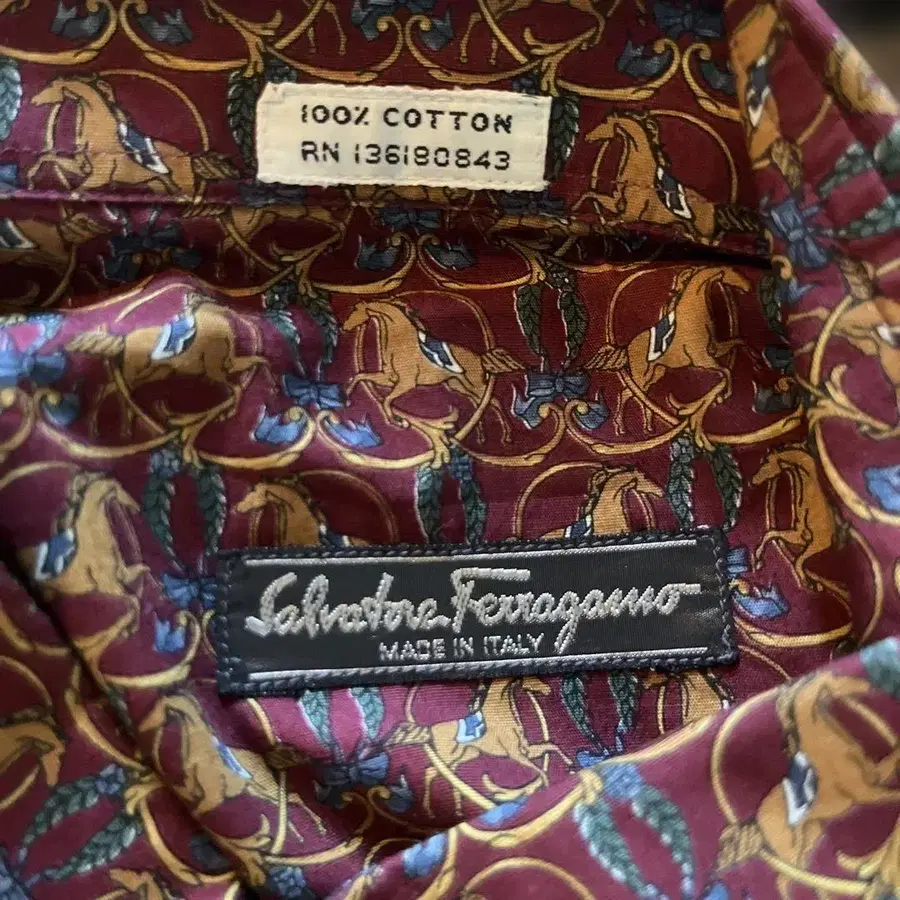 100% COTTON
RN 136180843
Salvatore Ferragamo
MADE IN ITALY